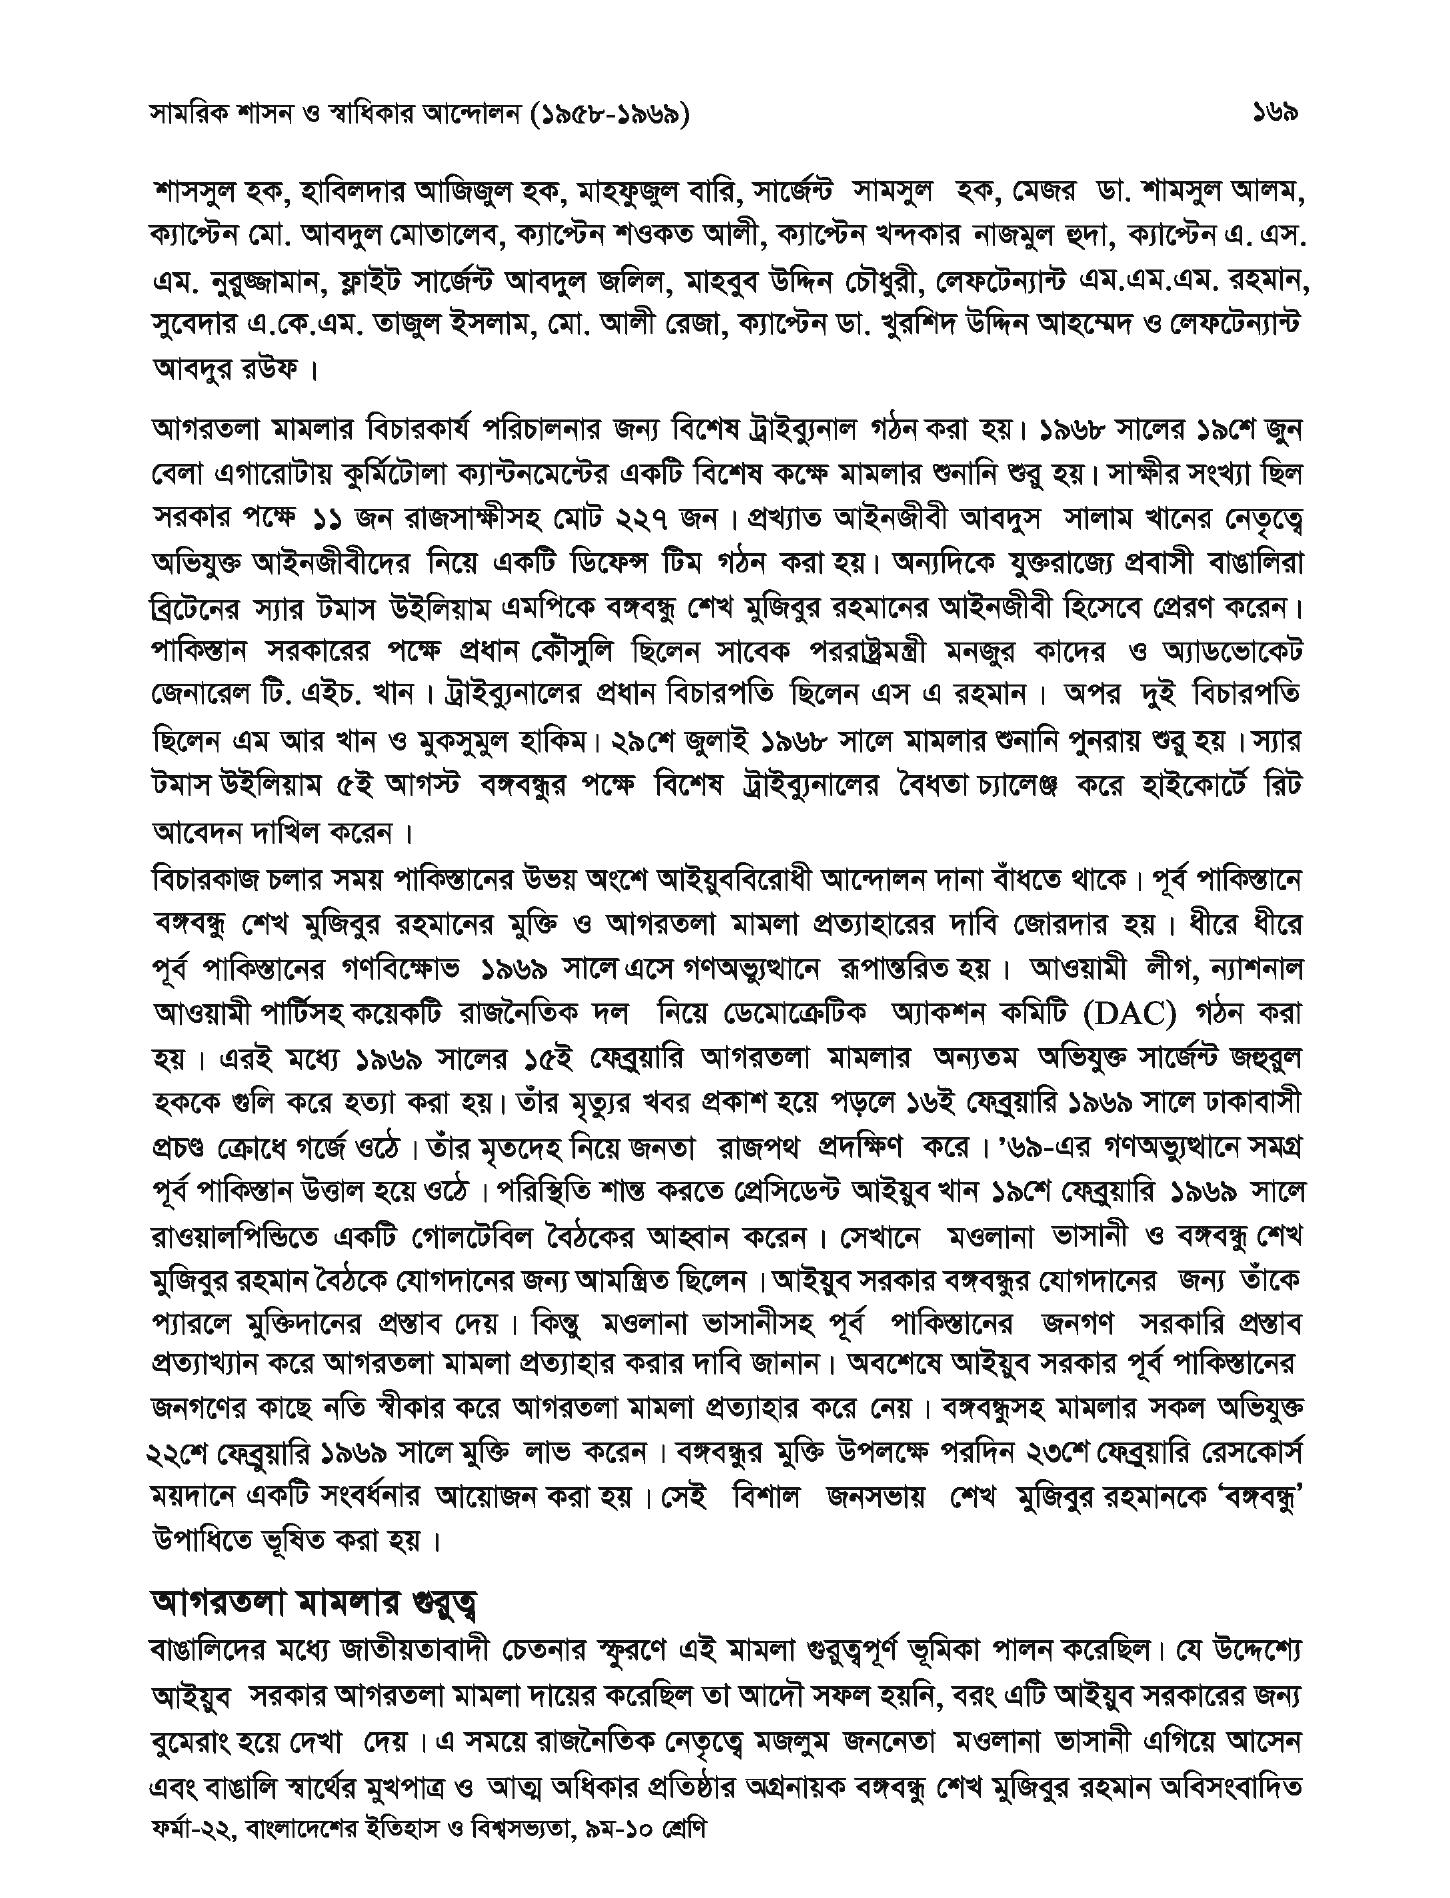 সামরিক শাসন ও স্বাধিকার আন্দোলন (১৯৫৮-১৯৬৯) ১৬৯
শাসসুল হক, হাবিলদার আজিজুল হক, মাহফুজুল বারি, সার্জেন্ট সামসুল হক, মেজর ডা. শামসুল আলম,
ক্যাপ্টেন মো. আবদুল মোতালেব, ক্যাপ্টেন শওকত আলী, ক্যাপ্টেন খন্দকার নাজমুল হুদা, ক্যাপ্টেন এ. এস.
এম. নুরুজ্জামান, ফ্লাইট সার্জেন্ট আবদুল জলিল, মাহবুব উদ্দিন চৌধুরী, লেফটেন্যান্ট এম.এম.এম. রহমান,
সুবেদার এ.কে.এম. তাজুল ইসলাম, মো. আলী রেজা, ক্যাপ্টেন ডা. খুরশিদ উদ্দিন আহম্মেদ ও লেফটেন্যান্ট
আবদুর রউফ ।
আগরতলা মামলার বিচারকার্য পরিচালনার জন্য বিশেষ ট্রাইব্যুনাল গঠন করা হয়। ১৯৬৮ সালের ১৯শে জুন
বেলা এগারোটায় কুর্মিটোলা ক্যান্টনমেন্টের একটি বিশেষ কক্ষে মামলার শুনানি শুরু হয়। সাক্ষীর সংখ্যা ছিল
সরকার পক্ষে ১১ জন রাজসাক্ষীসহ মোট ২২৭ জন । প্রখ্যাত আইনজীবী আবদুস সালাম খানের নেতৃত্বে
অভিযুক্ত আইনজীবীদের নিয়ে একটি ডিফেন্স টিম গঠন করা হয়। অন্যদিকে যুক্তরাজ্যে প্রবাসী বাঙালিরা
ব্রিটেনের স্যার টমাস উইলিয়াম এমপিকে বঙ্গবন্ধু শেখ মুজিবুর রহমানের আইনজীবী হিসেবে প্রেরণ করেন।
পাকিস্তান সরকারের পক্ষে প্রধান কৌঁসুলি ছিলেন সাবেক পররাষ্ট্রমন্ত্রী মনজুর কাদের ও অ্যাডভোকেট
জেনারেল টি. এইচ. খান । ট্রাইব্যুনালের প্রধান বিচারপতি ছিলেন এস এ রহমান । অপর দুই বিচারপতি
ছিলেন এম আর খান ও মুকসুমুল হাকিম। ২৯শে জুলাই ১৯৬৮ সালে মামলার শুনানি পুনরায় শুরু হয় । স্যার
টমাস উইলিয়াম ৫ই আগস্ট বঙ্গবন্ধুর পক্ষে বিশেষ ট্রাইব্যুনালের বৈধতা চ্যালেঞ্জ করে হাইকোর্টে রিট
আবেদন দাখিল করেন ।
বিচারকাজ চলার সময় পাকিস্তানের উভয় অংশে আইয়ুববিরোধী আন্দোলন দানা বাঁধতে থাকে । পূর্ব পাকিস্তানে
বঙ্গবন্ধু শেখ মুজিবুর রহমানের মুক্তি ও আগরতলা মামলা প্রত্যাহারের দাবি জোরদার হয় । ধীরে ধীরে
পূর্ব পাকিস্তানের গণবিক্ষোভ ১৯৬৯ সালে এসে গণঅভ্যুত্থানে রূপান্তরিত হয় । আওয়ামী লীগ, ন্যাশনাল
আওয়ামী পার্টিসহ কয়েকটি রাজনৈতিক দল নিয়ে ডেমোক্রেটিক অ্যাকশন কমিটি (DAC) গঠন করা
হয় । এরই মধ্যে ১৯৬৯ সালের ১৫ই ফেব্রুয়ারি আগরতলা মামলার অন্যতম অভিযুক্ত সার্জেন্ট জহুরুল
হককে গুলি করে হত্যা করা হয়। তাঁর মৃত্যুর খবর প্রকাশ হয়ে পড়লে ১৬ই ফেব্রুয়ারি ১৯৬৯ সালে ঢাকাবাসী
প্রচণ্ড ক্রোধে গর্জে ওঠে । তাঁর মৃতদেহ নিয়ে জনতা রাজপথ প্রদক্ষিণ করে । ’৬৯-এর গণঅভ্যুত্থানে সমগ্র
পূর্ব পাকিস্তান উত্তাল হয়ে ওঠে । পরিস্থিতি শান্ত করতে প্রেসিডেন্ট আইয়ুব খান ১৯শে ফেব্রুয়ারি ১৯৬৯ সালে
রাওয়ালপিন্ডিতে একটি গোলটেবিল বৈঠকের আহ্বান করেন । সেখানে মওলানা ভাসানী ও বঙ্গবন্ধু শেখ
মুজিবুর রহমান বৈঠকে যোগদানের জন্য আমন্ত্রিত ছিলেন । আইয়ুব সরকার বঙ্গবন্ধুর যোগদানের জন্য তাঁকে
প্যারলে মুক্তিদানের প্রস্তাব দেয় । কিন্তু মওলানা ভাসানীসহ পূর্ব পাকিস্তানের জনগণ সরকারি প্রস্তাব
প্রত্যাখ্যান করে আগরতলা মামলা প্রত্যাহার করার দাবি জানান। অবশেষে আইয়ুব সরকার পূর্ব পাকিস্তানের
জনগণের কাছে নতি স্বীকার করে আগরতলা মামলা প্রত্যাহার করে নেয় । বঙ্গবন্ধুসহ মামলার সকল অভিযুক্ত
২২শে ফেব্রুয়ারি ১৯৬৯ সালে মুক্তি লাভ করেন । বঙ্গবন্ধুর মুক্তি উপলক্ষে পরদিন ২৩শে ফেব্রুয়ারি রেসকোর্স
ময়দানে একটি সংবর্ধনার আয়োজন করা হয় । সেই বিশাল জনসভায় শেখ মুজিবুর রহমানকে ‘বঙ্গবন্ধু’
উপাধিতে ভূষিত করা হয় ।
আগরতলা মামলার গুরুত্ব
বাঙালিদের মধ্যে জাতীয়তাবাদী চেতনার স্ফুরণে এই মামলা গুরুত্বপূর্ণ ভূমিকা পালন করেছিল। যে উদ্দেশ্যে
আইয়ুব সরকার আগরতলা মামলা দায়ের করেছিল তা আদৌ সফল হয়নি, বরং এটি আইয়ুব সরকারের জন্য
বুমেরাং হয়ে দেখা দেয় । এ সময়ে রাজনৈতিক নেতৃত্বে মজলুম জননেতা মওলানা ভাসানী এগিয়ে আসেন
এবং বাঙালি স্বার্থের মুখপাত্র ও আত্ম অধিকার প্রতিষ্ঠার অগ্রনায়ক বঙ্গবন্ধু শেখ মুজিবুর রহমান অবিসংবাদিত
ফর্মা-২২, বাংলাদেশের ইতিহাস ও বিশ্বসভ্যতা, ৯ম-১০ শ্রেণি